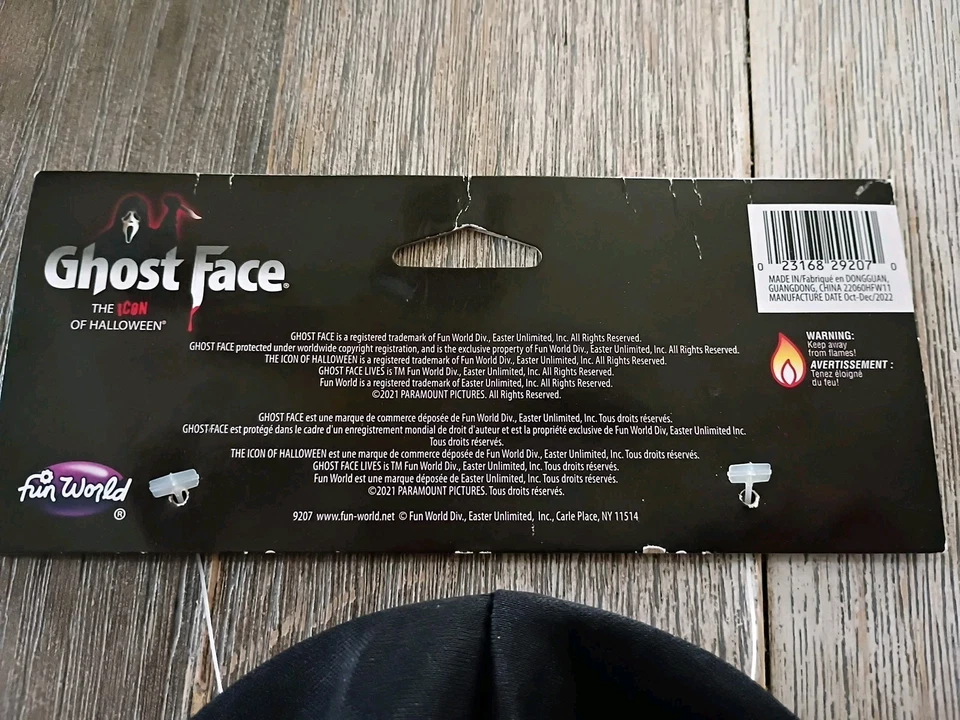 Ghost Face®
THE ICON
OF HALLOWEEN®
0 23168 29207 0
MADE IN/Fabriqué en DONGGUAN,
GUANGDONG, CHINA 22060HFW11
MANUFACTURE DATE Oct-Dec/2022
WARNING:
Keep away
from flames!
AVERTISSEMENT :
Tenez éloigné
du feu!
GHOST FACE is a registered trademark of Fun World Div., Easter Unlimited, Inc. All Rights Reserved.
GHOST FACE protected under worldwide copyright registration, and is the exclusive property of Fun World Div., Easter Unlimited, Inc. All Rights Reserved.
THE ICON OF HALLOWEEN is a registered trademark of Fun World Div., Easter Unlimited, Inc. All Rights Reserved.
GHOST FACE LIVES is TM Fun World Div., Easter Unlimited, Inc. All Rights Reserved.
Fun World is a registered trademark of Easter Unlimited, Inc. All Rights Reserved.
©2021 PARAMOUNT PICTURES. All Rights Reserved.
GHOST FACE est une marque de commerce déposée de Fun World Div., Easter Unlimited, Inc. Tous droits réservés.
GHOST FACE est protégé dans le cadre d'un enregistrement mondial de droit d'auteur et est la propriété exclusive de Fun World Div, Easter Unlimited Inc.
Tous droits réservés.
THE ICON OF HALLOWEEN est une marque de commerce déposée de Fun World Div., Easter Unlimited, Inc. Tous droits réservés.
GHOST FACE LIVES is TM Fun World Div., Easter Unlimited, Inc. Tous droits réservés.
Fun World est une marque déposée de Easter Unlimited, Inc. Tous droits réservés.
©2021 PARAMOUNT PICTURES. Tous droits réservés.
fun World®
9207 www.fun-world.net © Fun World Div., Easter Unlimited, Inc., Carle Place, NY 11514